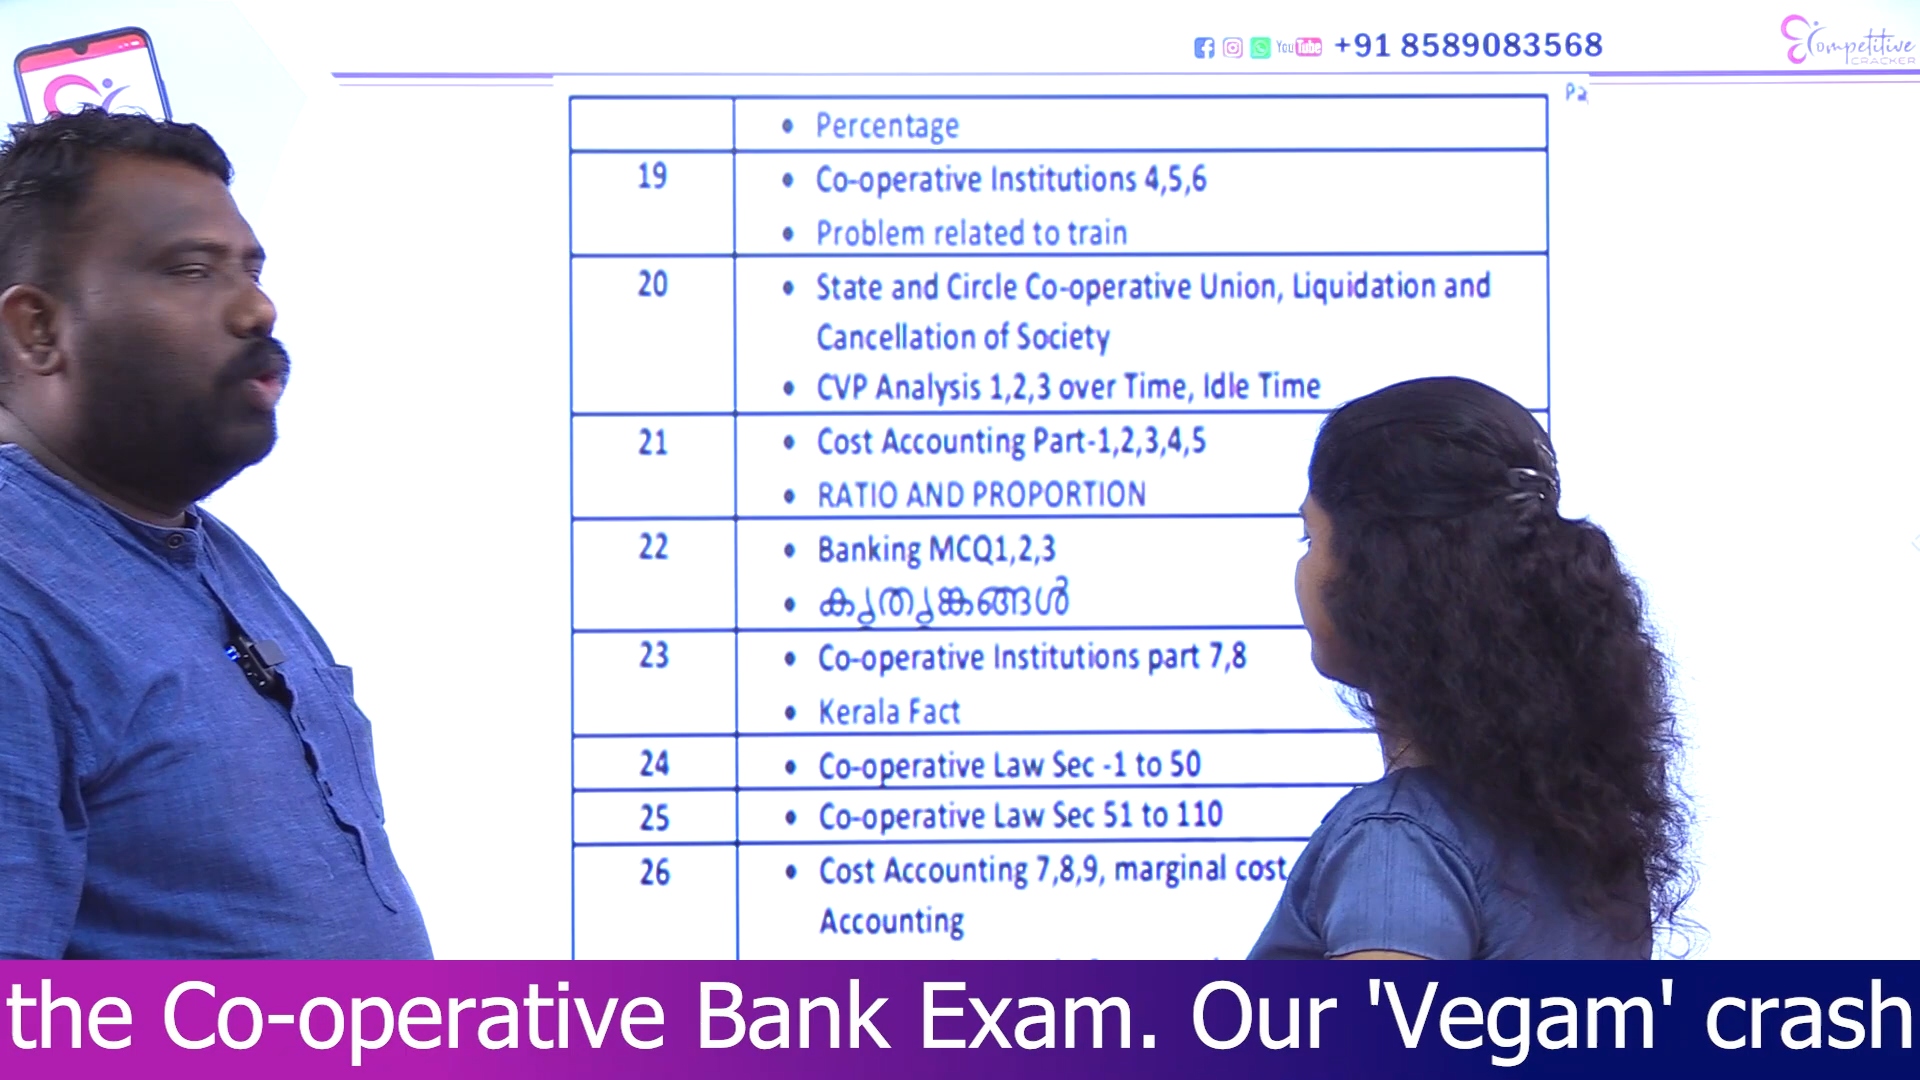 You Tube +91 8589083568
Competitive
CRACKER
• Percentage
19
• Co-operative Institutions 4,5,6
• Problem related to train
20
• State and Circle Co-operative Union, Liquidation and
Cancellation of Society
• CVP Analysis 1,2,3 over Time, Idle Time
21
• Cost Accounting Part-1,2,3,4,5
• RATIO AND PROPORTION
22
• Banking MCQ1,2,3
• കൃത്യങ്കങ്ങൾ
23
• Co-operative Institutions part 7,8
• Kerala Fact
24
• Co-operative Law Sec -1 to 50
25
• Co-operative Law Sec 51 to 110
26
• Cost Accounting 7,8,9, marginal cost
Accounting
the Co-operative Bank Exam. Our 'Vegam' crash